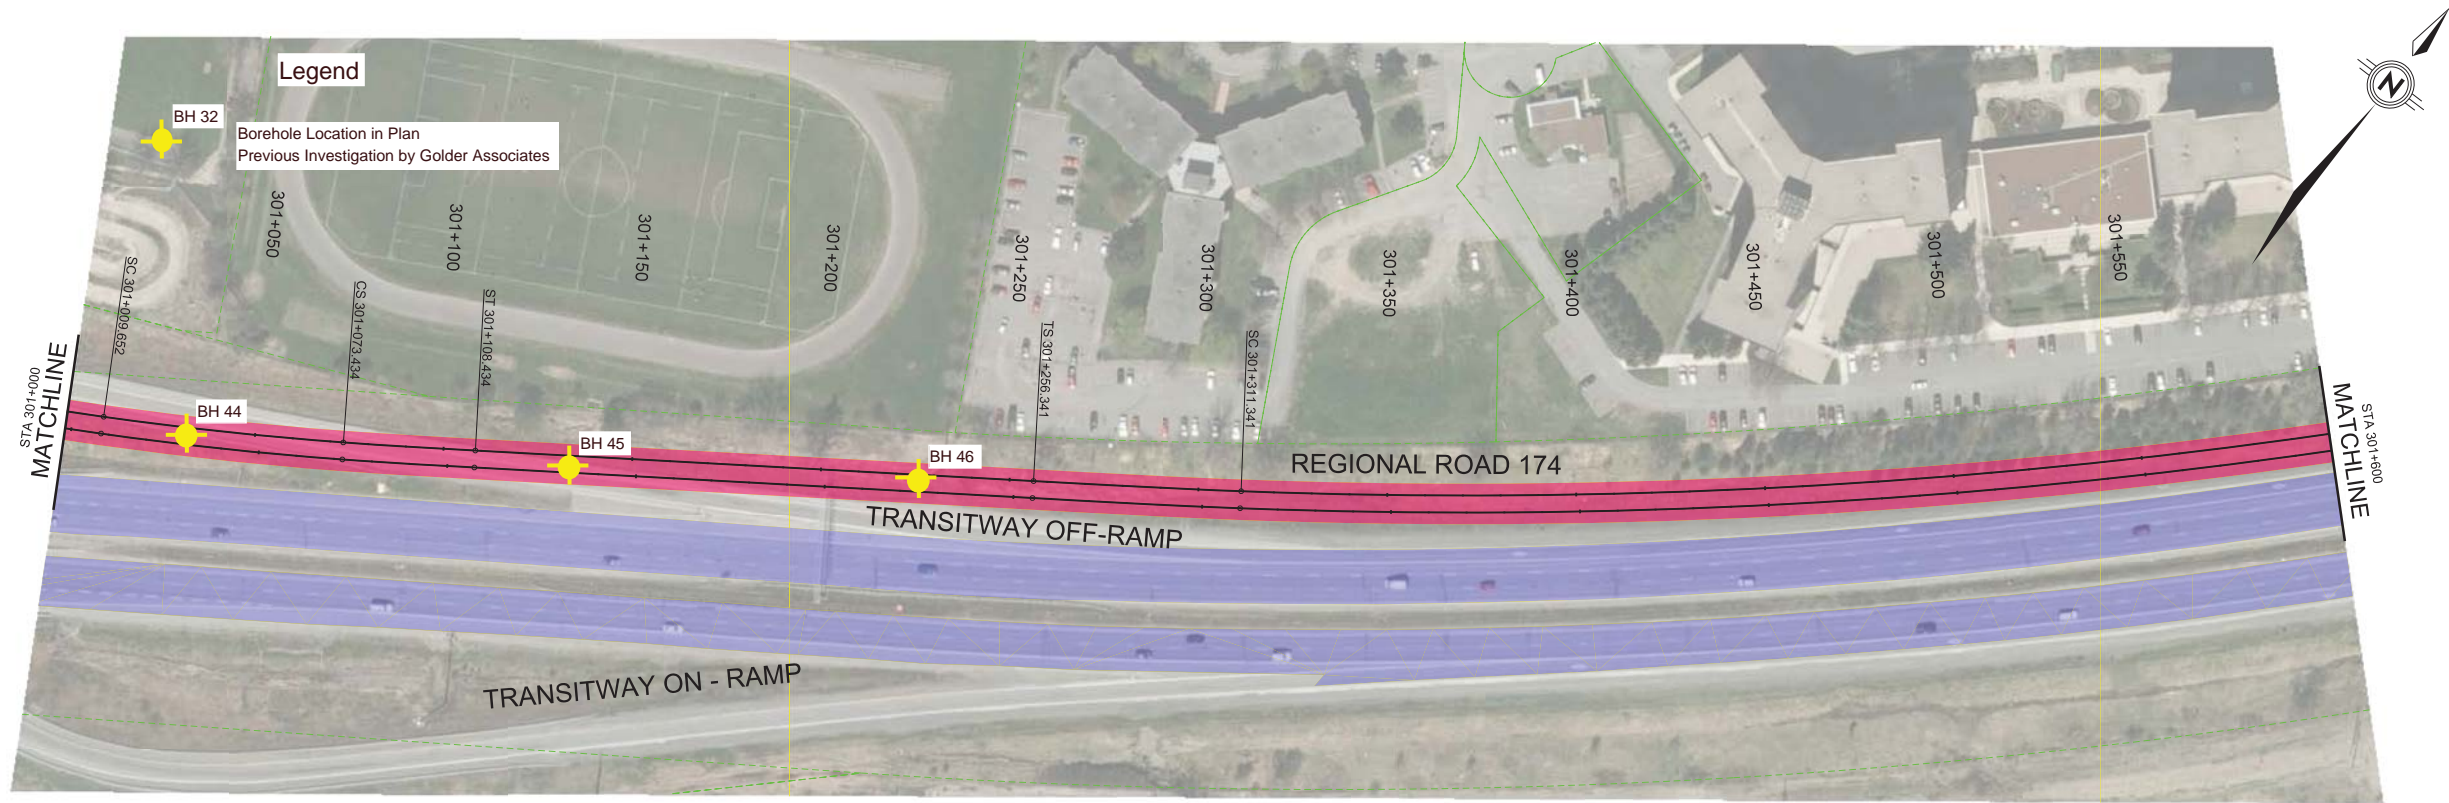 Legend
BH 32
Borehole Location in Plan
Previous Investigation by Golder Associates
N
301+050
301+100
301+150
301+200
301+250
301+300
301+350
301+400
301+450
301+500
301+550
SC 301+009.652
CS 301+073.434
ST 301+108.434
TS 301+256.341
SC 301+311.341
STA 301+000
MATCHLINE
BH 44
BH 45
BH 46
REGIONAL ROAD 174
MATCHLINE
STA 301+600
TRANSITWAY OFF-RAMP
TRANSITWAY ON - RAMP